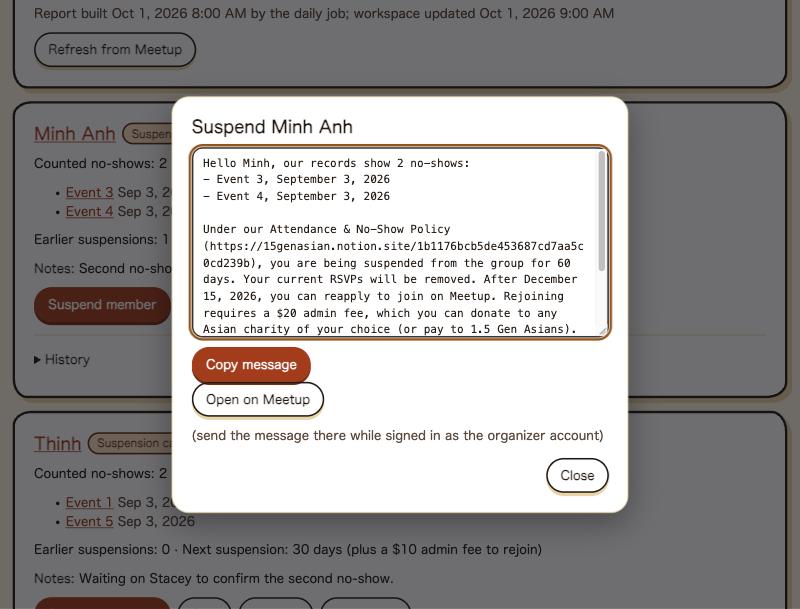 Report built Oct 1, 2026 8:00 AM by the daily job; workspace updated Oct 1, 2026 9:00 AM
Refresh from Meetup
Minh Anh
Counted no-shows: 2
• Event 3 Sep 3, 20
• Event 4 Sep 3, 20
Earlier suspensions: 1
Notes: Second no-sho
Suspend member
History
Suspend Minh Anh
Hello Minh, our records show 2 no-shows:
- Event 3, September 3, 2026
- Event 4, September 3, 2026
Under our Attendance & No-Show Policy
(https://15genasian.notion.site/1b1176bcb5de453687cd7aa5c
0cd239b), you are being suspended from the group for 60
days. Your current RSVPs will be removed. After December
15, 2026, you can reapply to join on Meetup. Rejoining
requires a $20 admin fee, which you can donate to any
Asian charity of your choice (or pay to 1.5 Gen Asians).
Copy message
Open on Meetup
(send the message there while signed in as the organizer account)
Close
Thinh Suspension ca
Counted no-shows: 2
• Event 1 Sep 3, 2026
• Event 5 Sep 3, 2026
Earlier suspensions: 0 · Next suspension: 30 days (plus a $10 admin fee to rejoin)
Notes: Waiting on Stacey to confirm the second no-show.